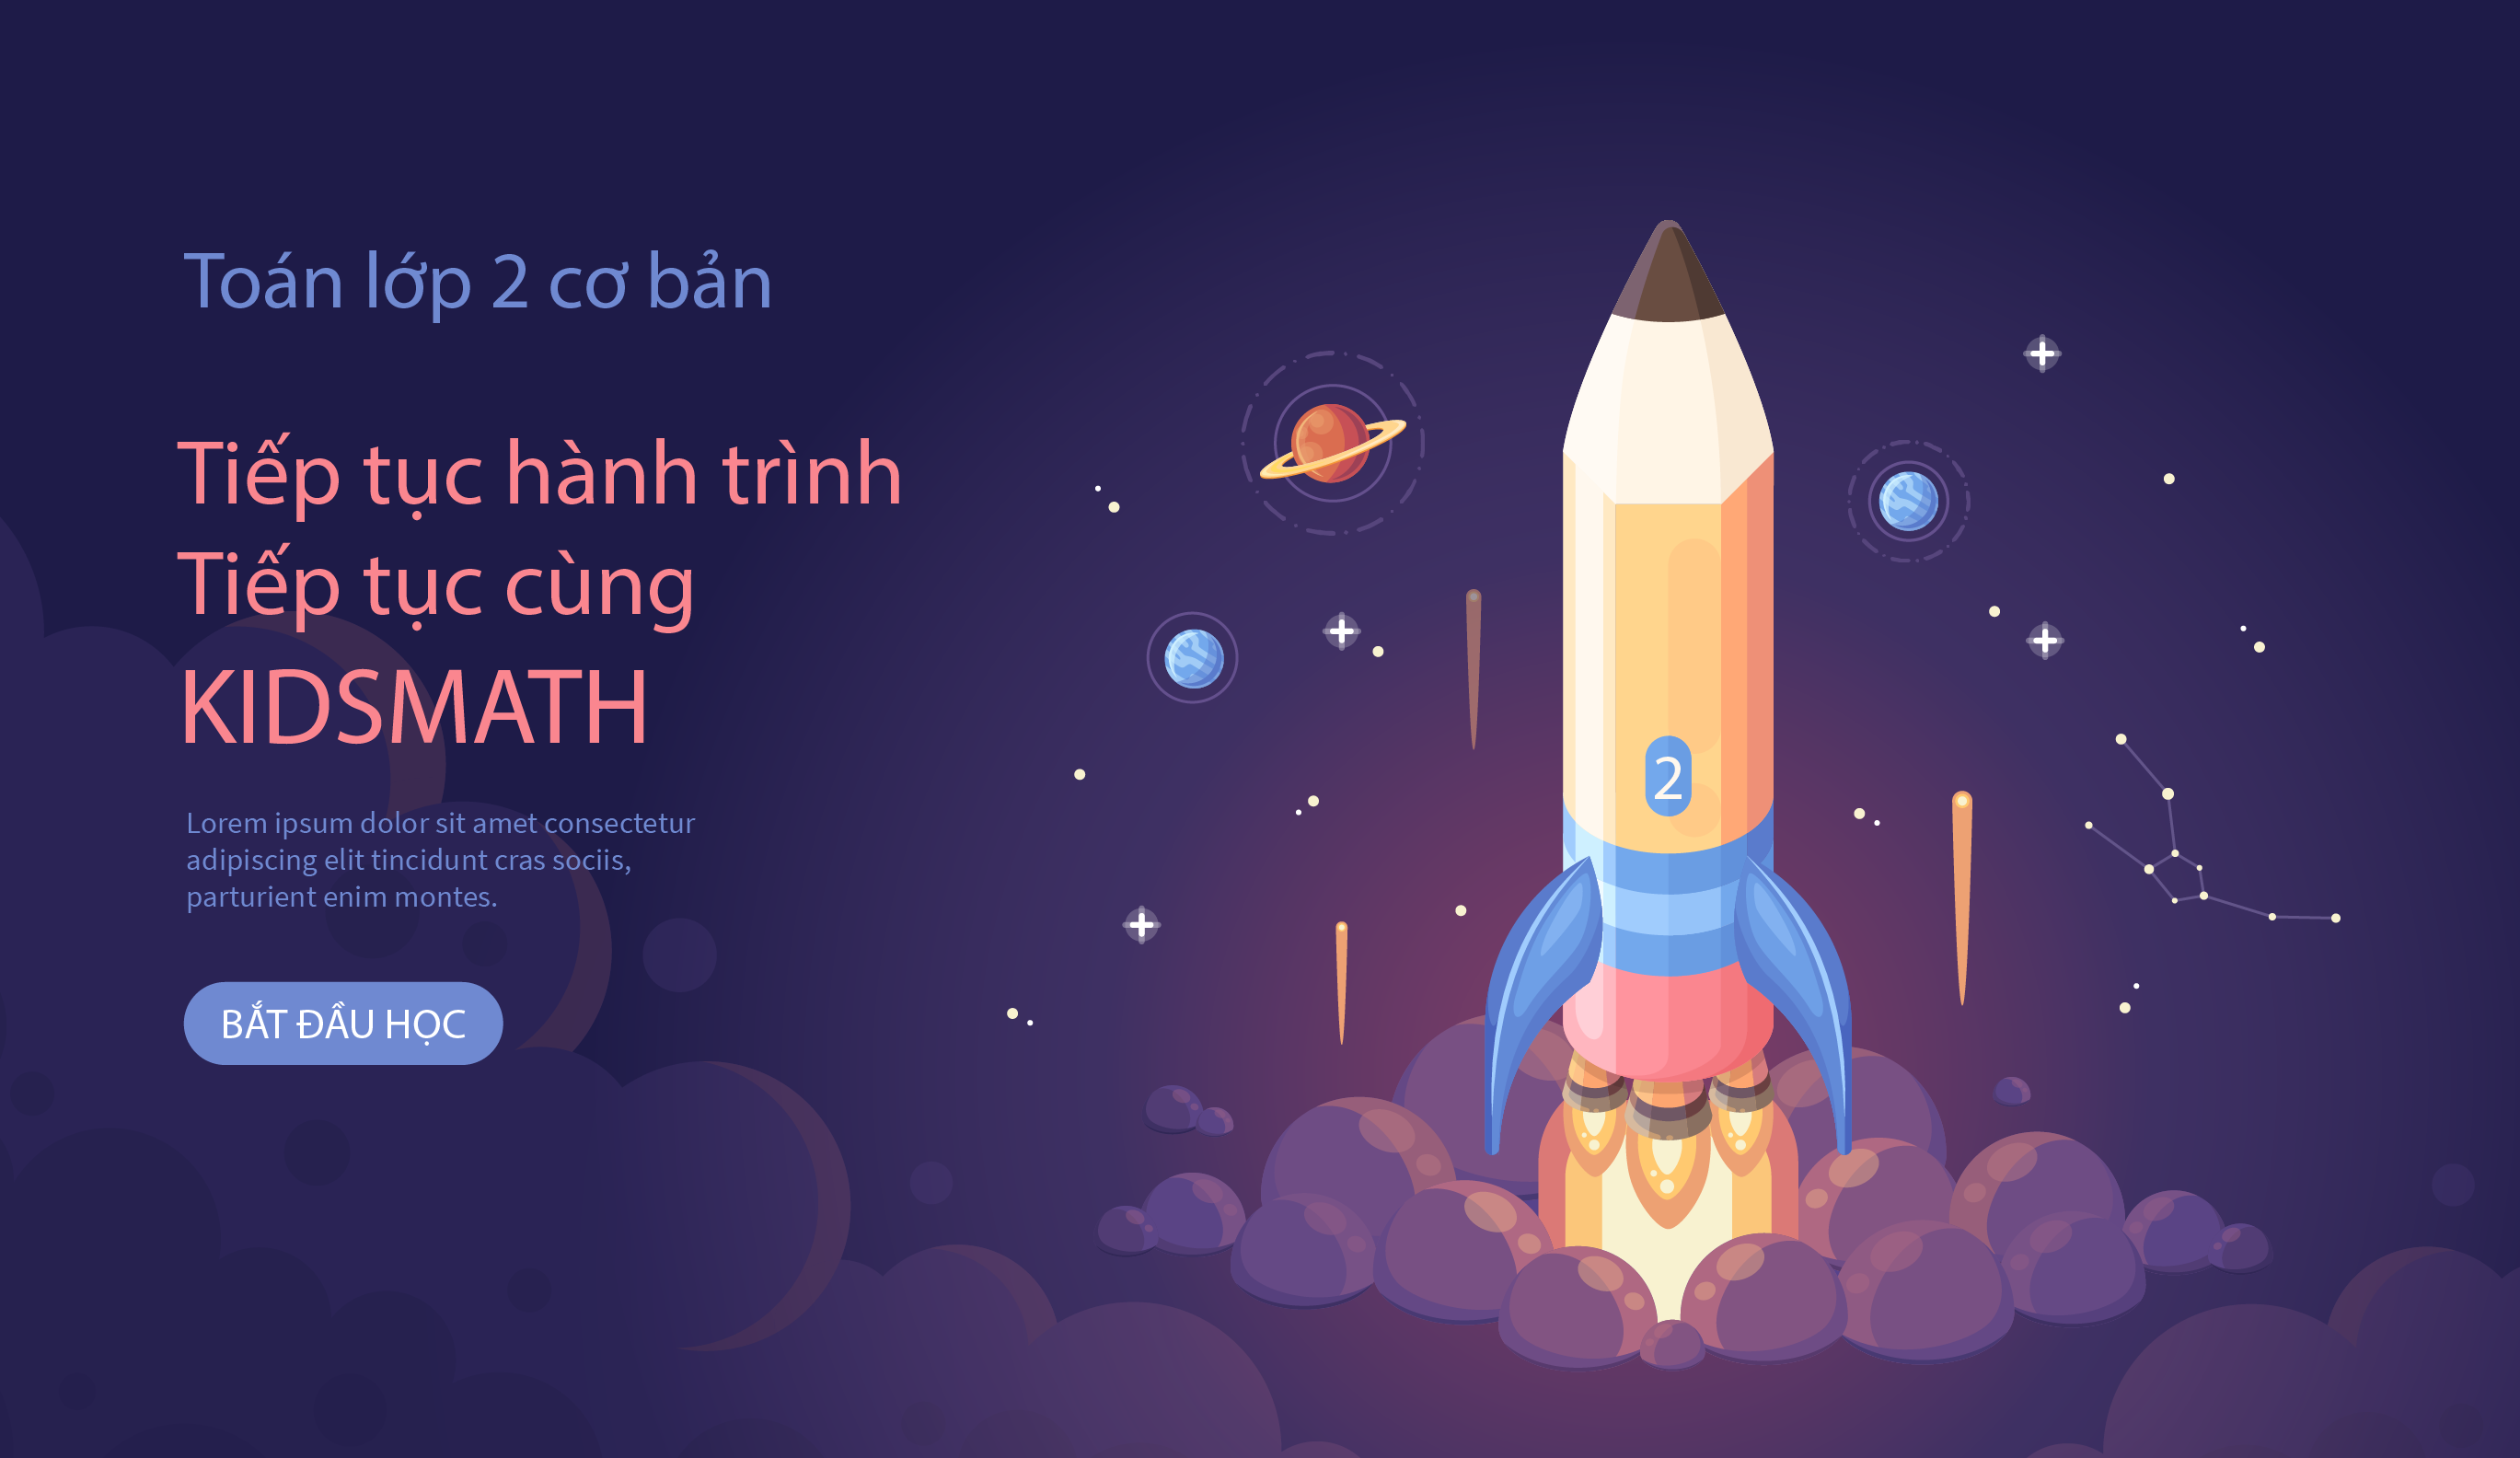 Toán lớp 2 cơ bản
Tiếp tục hành trình
Tiếp tục cùng
KIDSMATH
Lorem ipsum dolor sit amet consectetur
adipiscing elit tincidunt cras sociis,
parturient enim montes.
BẮT ĐẦU HỌC
2